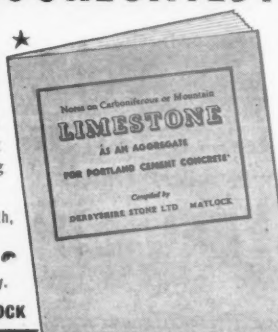 Notes on Carboniferous or Mountain
LIMESTONE
AS AN AGGREGATE
FOR PORTLAND CEMENT CONCRETE
Compiled by
DERBYSHIRE STONE LTD MATLOCK